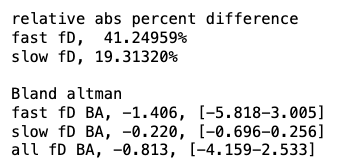 relative abs percent difference
fast fD,  41.24959%
slow fD, 19.31320%

Bland altman
fast fD BA, -1.406, [-5.818-3.005]
slow fD BA, -0.220, [-0.696-0.256]
all fD BA, -0.813, [-4.159-2.533]